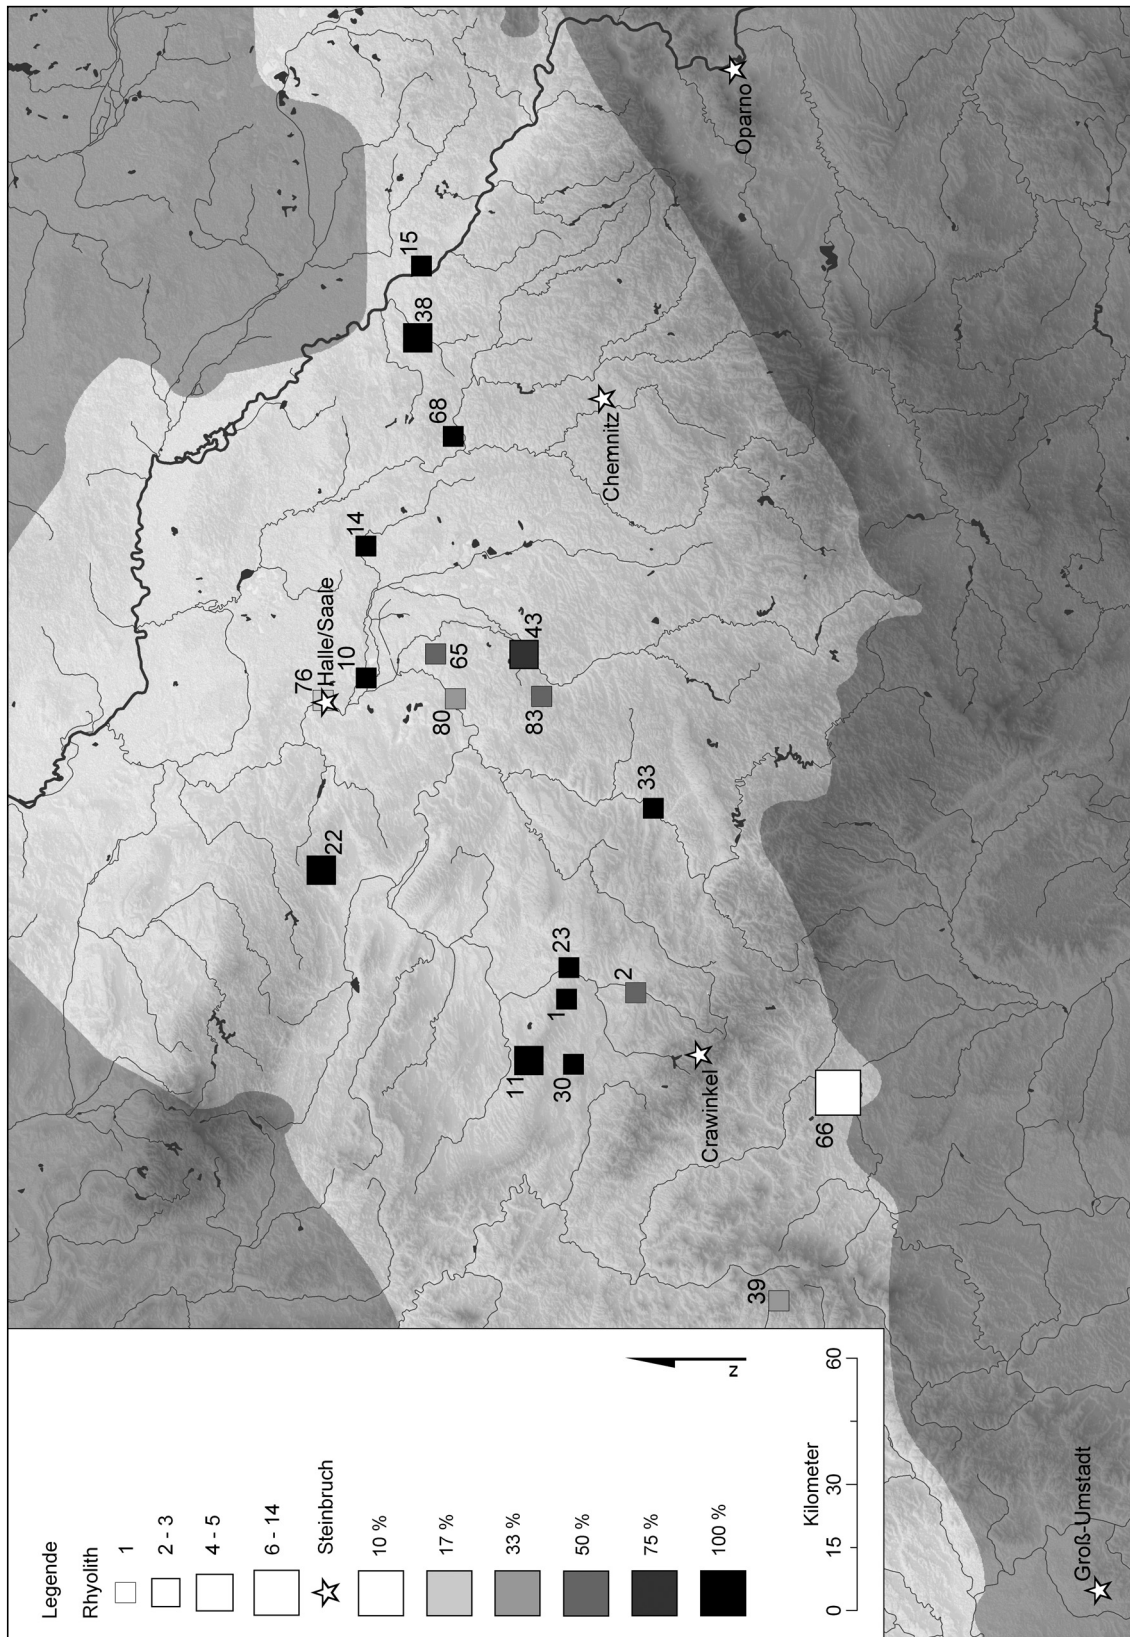 Legende
Rhyolith
1
2 - 3
4 - 5
6 - 14
Steinbruch
10 %
17 %
33 %
50 %
75 %
100 %
Kilometer
0 15 30 60
N
Groß-Umstadt
39
66
Crawinkel
11
30
1
23
2
22
33
76
Halle/Saale
10
80
65
83
43
14
68
Chemnitz
38
15
Oparno